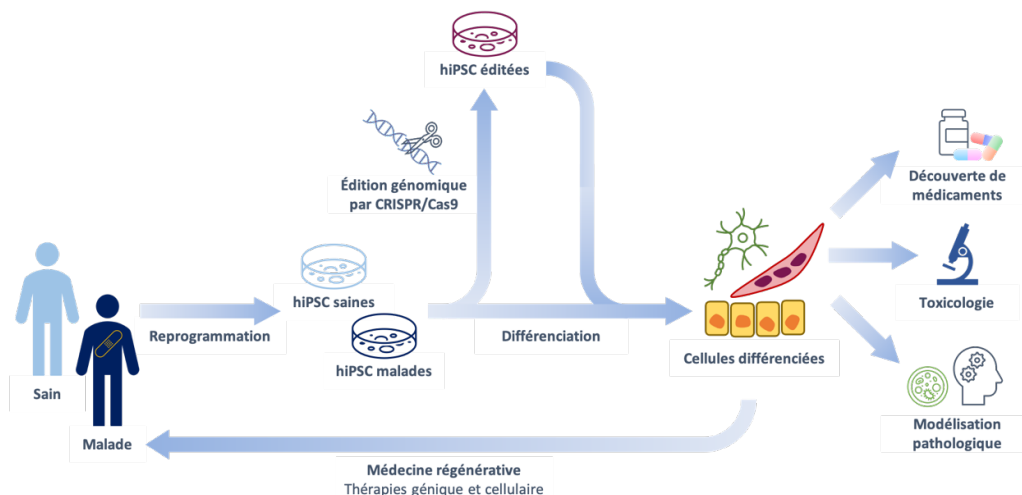 hiPSC éditées
Édition génomique
par CRISPR/Cas9
Découverte de
médicaments
hiPSC saines
Toxicologie
Reprogrammation
Différenciation
hiPSC malades
Cellules différenciées
Sain
Malade
Modélisation
pathologique
Médecine régénérative
Thérapies génique et cellulaire